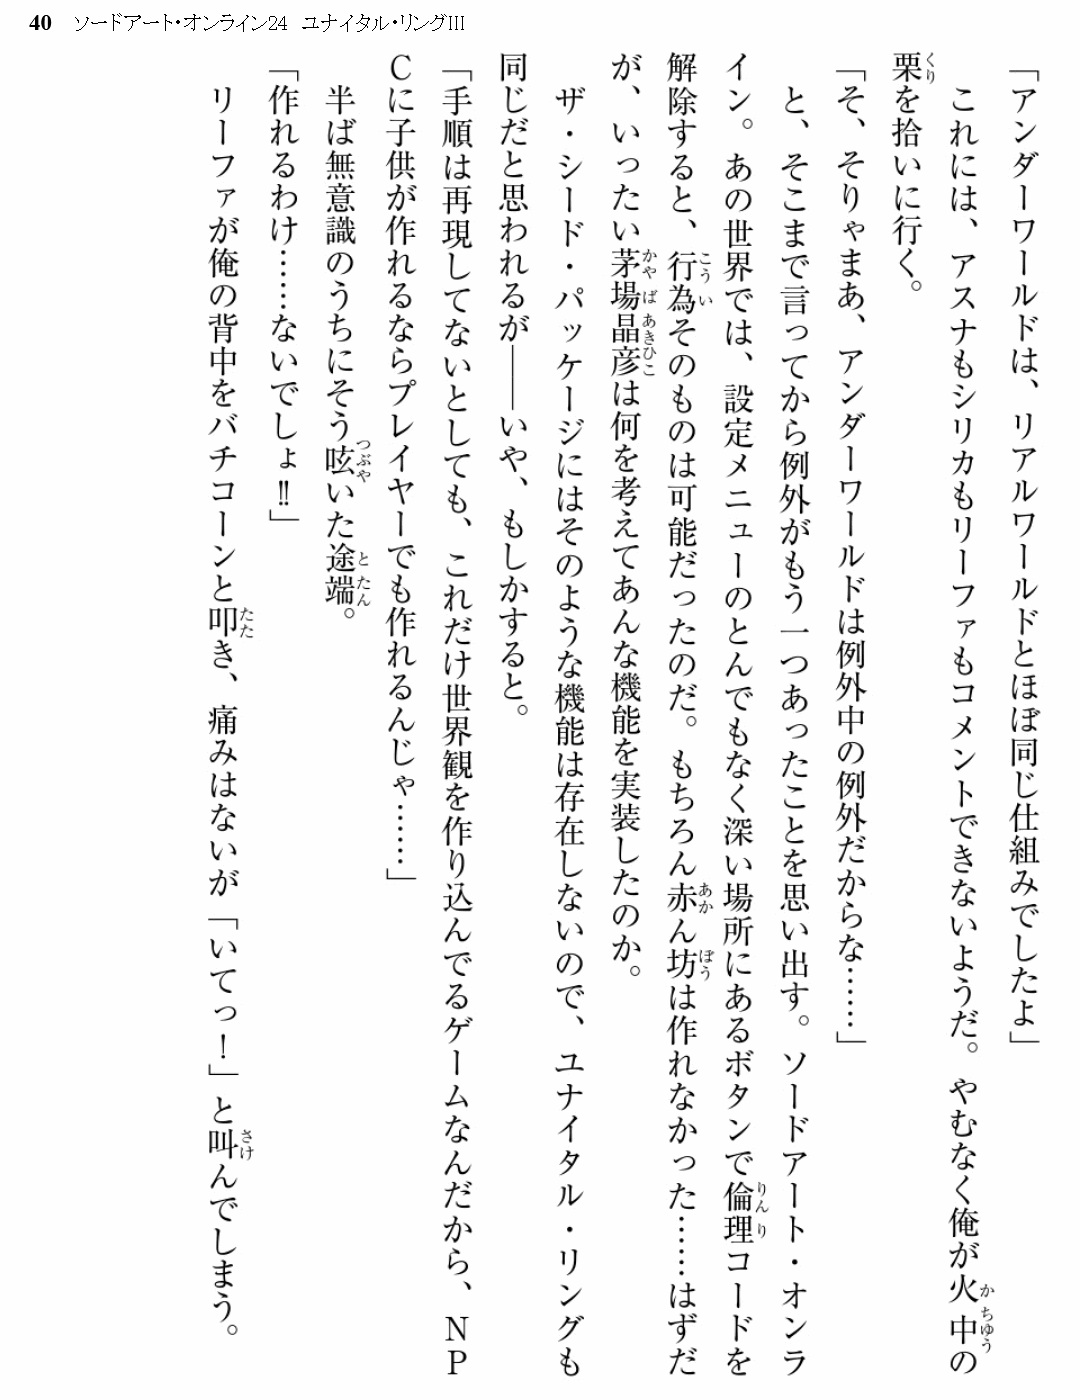 40 ソードアート・オンライン24 ユナイタル・リングIII
「アンダーワールドは、リアルワールドとほぼ同じ仕組みでしたよ」
これには、アスナもシリカもリーファもコメントできないようだ。やむなく俺が火中の
栗を拾いに行く。
「そ、そりゃまあ、アンダーワールドは例外中の例外だからな……」
と、そこまで言ってから例外がもう一つあったことを思い出す。ソードアート・オンラ
イン。あの世界では、設定メニューのとんでもなく深い場所にあるボタンで倫理コードを
解除すると、行為そのものは可能だったのだ。もちろん赤ん坊は作れなかった……はずだ
が、いったい茅場晶彦は何を考えてあんな機能を実装したのか。
ザ・シード・パッケージにはそのような機能は存在しないので、ユナイタル・リングも
同じだと思われるが――いや、もしかすると。
「手順は再現してないとしても、これだけ世界観を作り込んでるゲームなんだから、NP
Cに子供が作れるならプレイヤーでも作れるんじゃ……」
半ば無意識のうちにそう呟いた途端。
「作れるわけ……ないでしょ‼」
リーファが俺の背中をバチコーンと叩き、痛みはないが「いてっ！」と叫んでしまう。